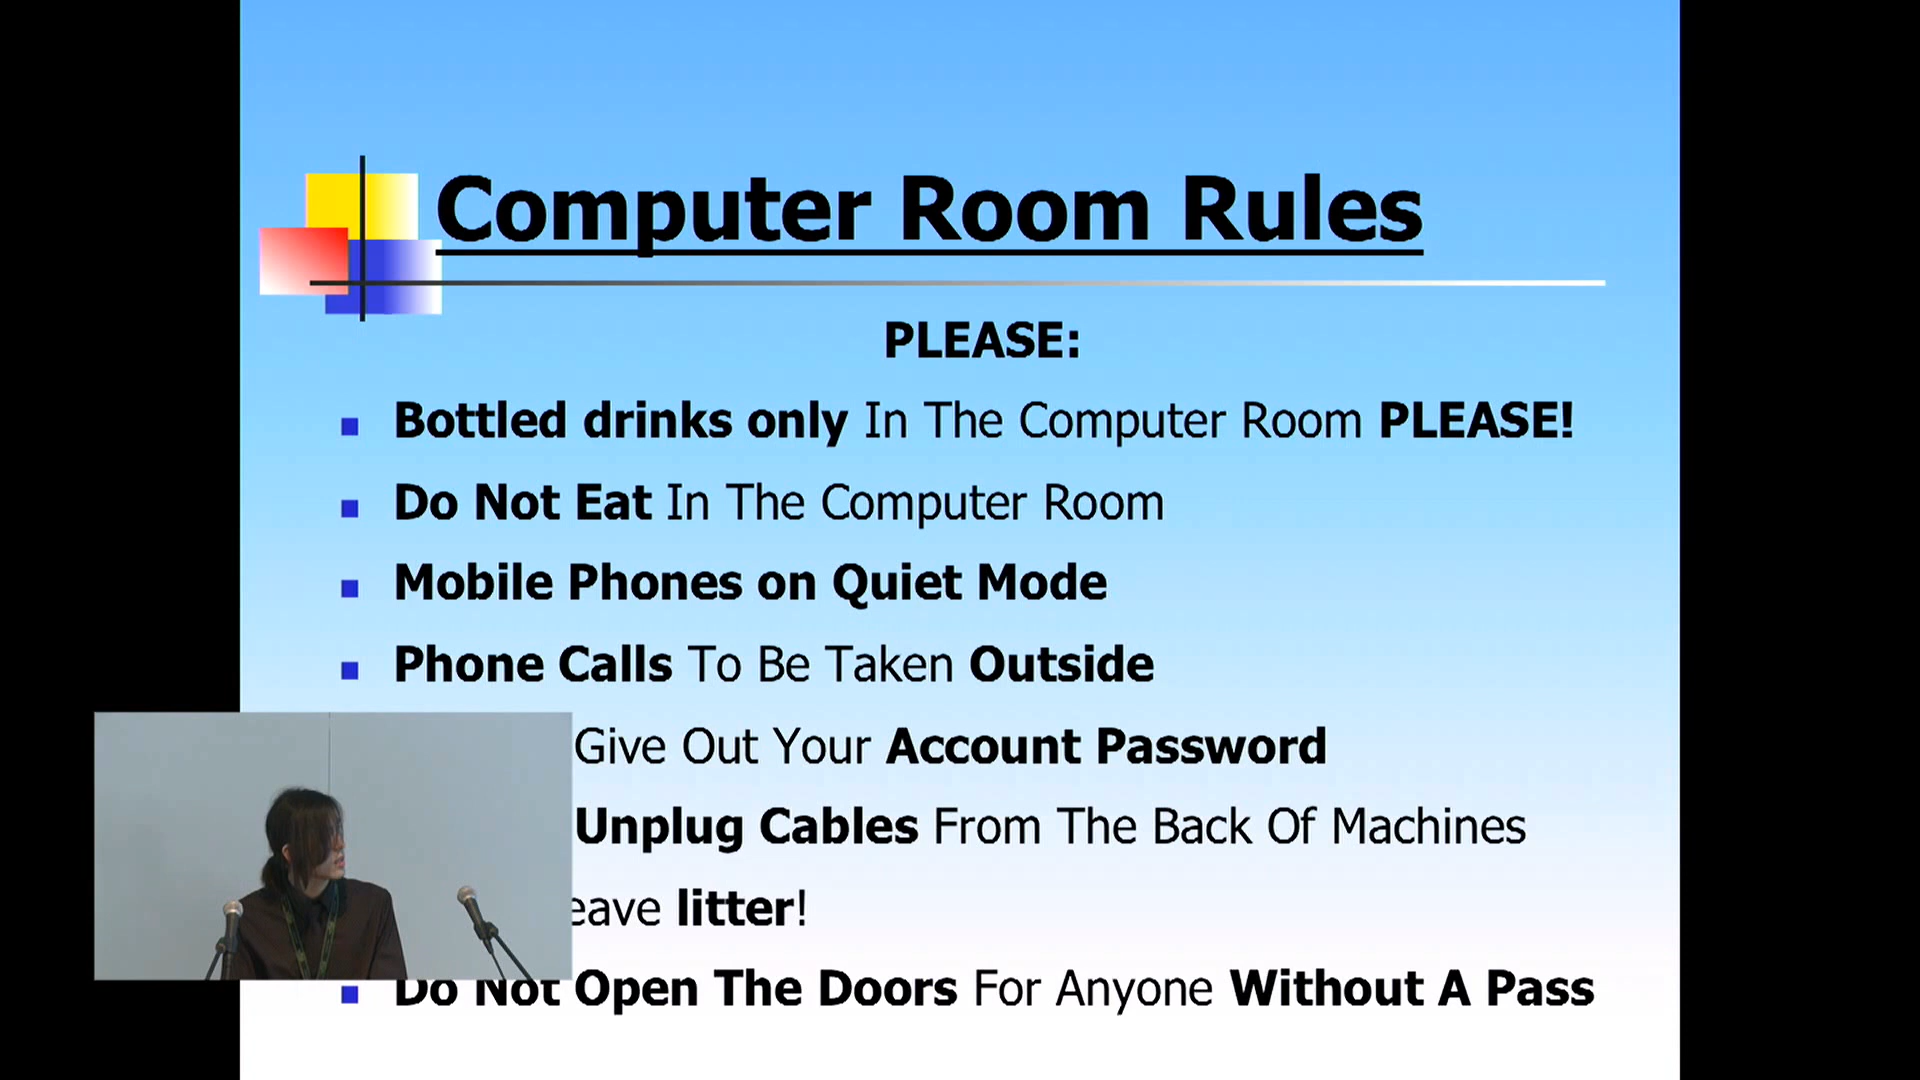 Computer Room Rules
PLEASE:
Bottled drinks only In The Computer Room PLEASE!
Do Not Eat In The Computer Room
Mobile Phones on Quiet Mode
Phone Calls To Be Taken Outside
Give Out Your Account Password
Unplug Cables From The Back Of Machines
litter!
Do Not Open The Doors For Anyone Without A Pass